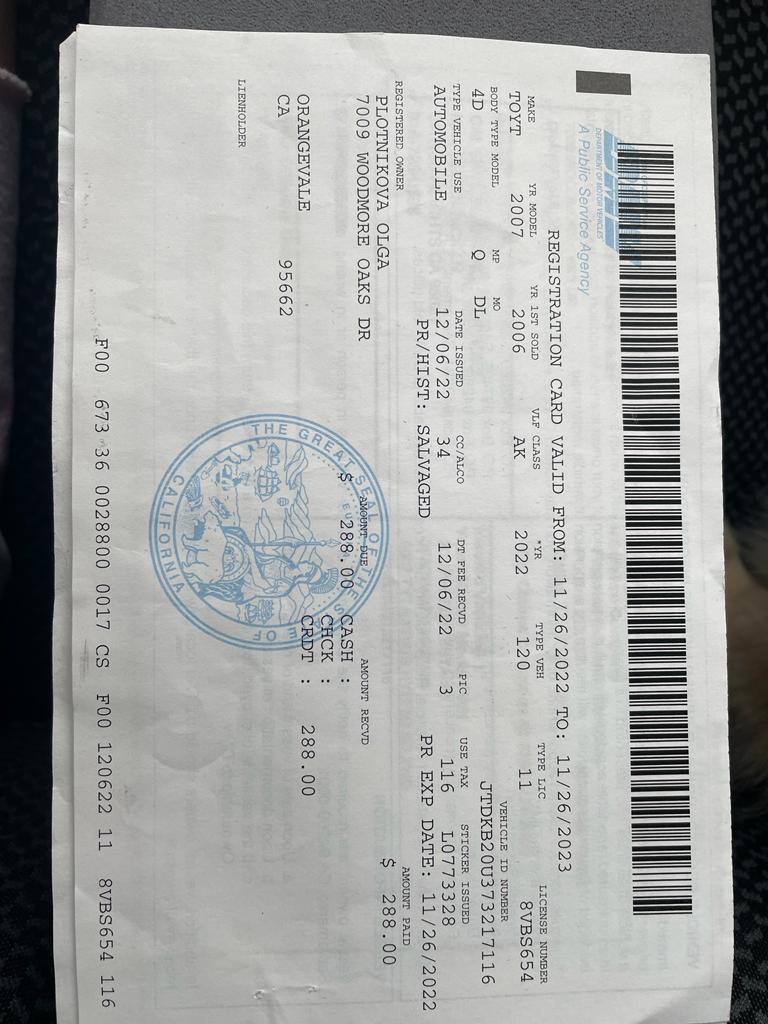 DEPARTMENT OF MOTOR VEHICLES
A Public Service Agency
REGISTRATION CARD VALID FROM: 11/26/2022 TO: 11/26/2023
MAKE YR MODEL YR 1ST SOLD VLF CLASS *YR TYPE VEH TYPE LIC LICENSE NUMBER
TOYT 2007 2006 AK 2022 120 11 8VBS654
BODY TYPE MODEL MP MO VEHICLE ID NUMBER
4D Q DL JTDKB20U373217116
TYPE VEHICLE USE DATE ISSUED CC/ALCO DT FEE RECVD PIC USE TAX STICKER ISSUED
AUTOMOBILE 12/06/22 34 12/06/22 3 116 L0773328
PR/HIST: SALVAGED PR EXP DATE: 11/26/2022
REGISTERED OWNER AMOUNT PAID
PLOTNIKOVA OLGA $ 288.00
7009 WOODMORE OAKS DR
AMOUNT DUE AMOUNT RECVD
$ 288.00 CASH :
CHCK :
ORANGEVALE CRDT : 288.00
CA 95662
LIENHOLDER
THE GREAT SEAL OF THE STATE OF CALIFORNIA
F00 673 36 0028800 0017 CS F00 120622 11 8VBS654 116